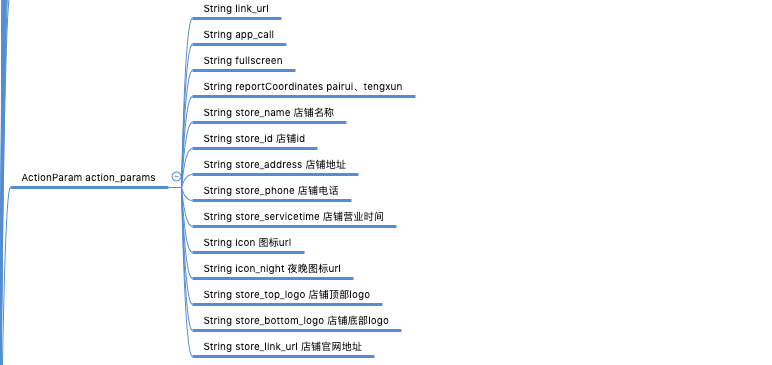 String link_url
String app_call
String fullscreen
String reportCoordinates pairui、tengxun
String store_name 店铺名称
String store_id 店铺id
String store_address 店铺地址
ActionParam action_params
String store_phone 店铺电话
String store_servicetime 店铺营业时间
String icon 图标url
String icon_night 夜晚图标url
String store_top_logo 店铺顶部logo
String store_bottom_logo 店铺底部logo
String store_link_url 店铺官网地址